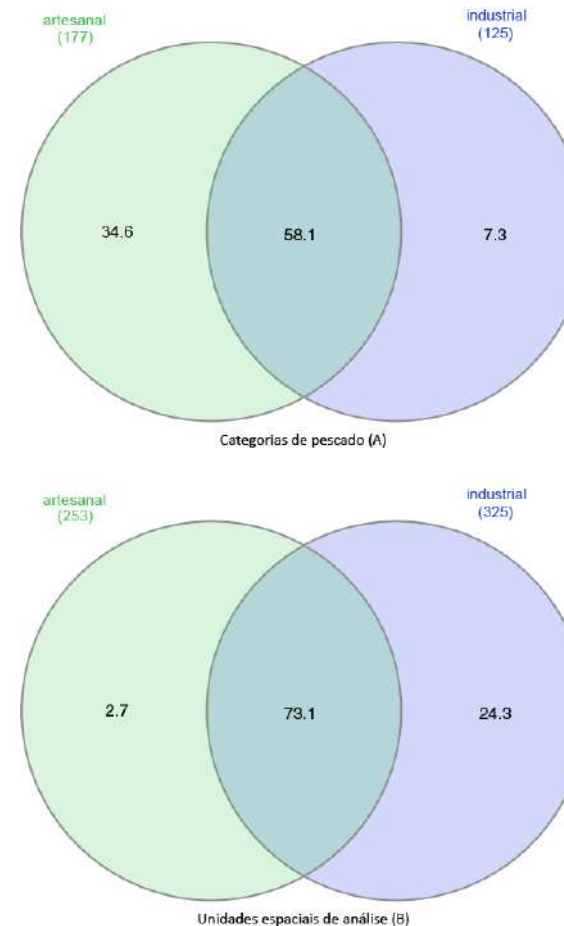 artesanal
(177)
industrial
(125)
34.6
58.1
7.3
Categorias de pescado (A)
artesanal
(253)
industrial
(325)
2.7
73.1
24.3
Unidades espaciais de análise (B)